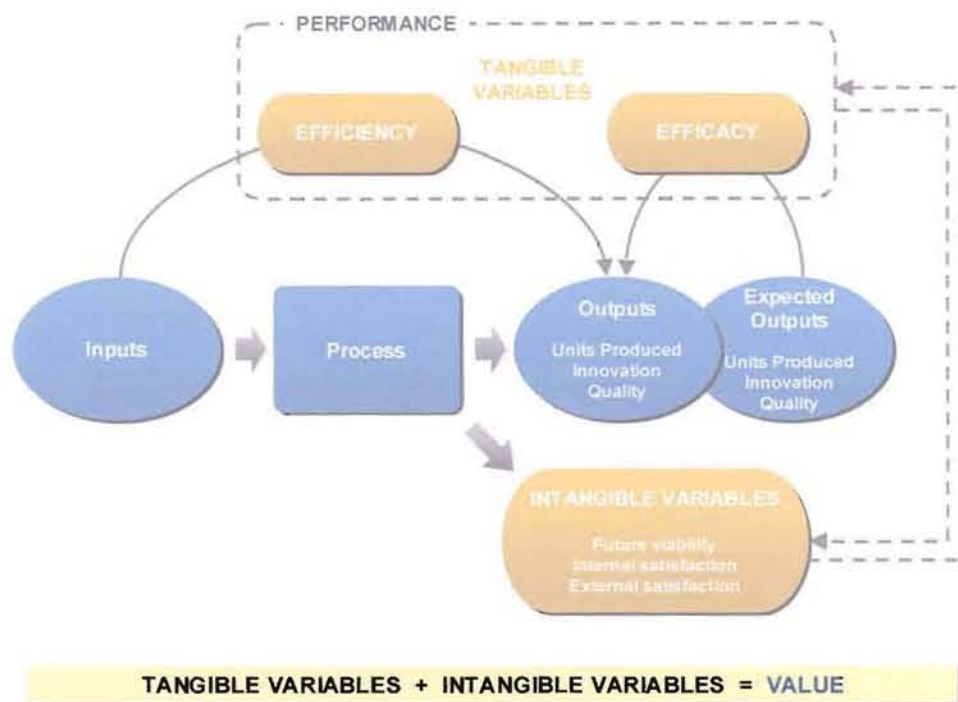 PERFORMANCE
TANGIBLE
VARIABLES
EFFICIENCY
EFFICACY
Inputs
Process
Outputs
Units Produced
Innovation
Quality
Expected
Outputs
Units Produced
Innovation
Quality
INTANGIBLE VARIABLES
Future viability
Internal satisfaction
External satisfaction
TANGIBLE VARIABLES + INTANGIBLE VARIABLES = VALUE